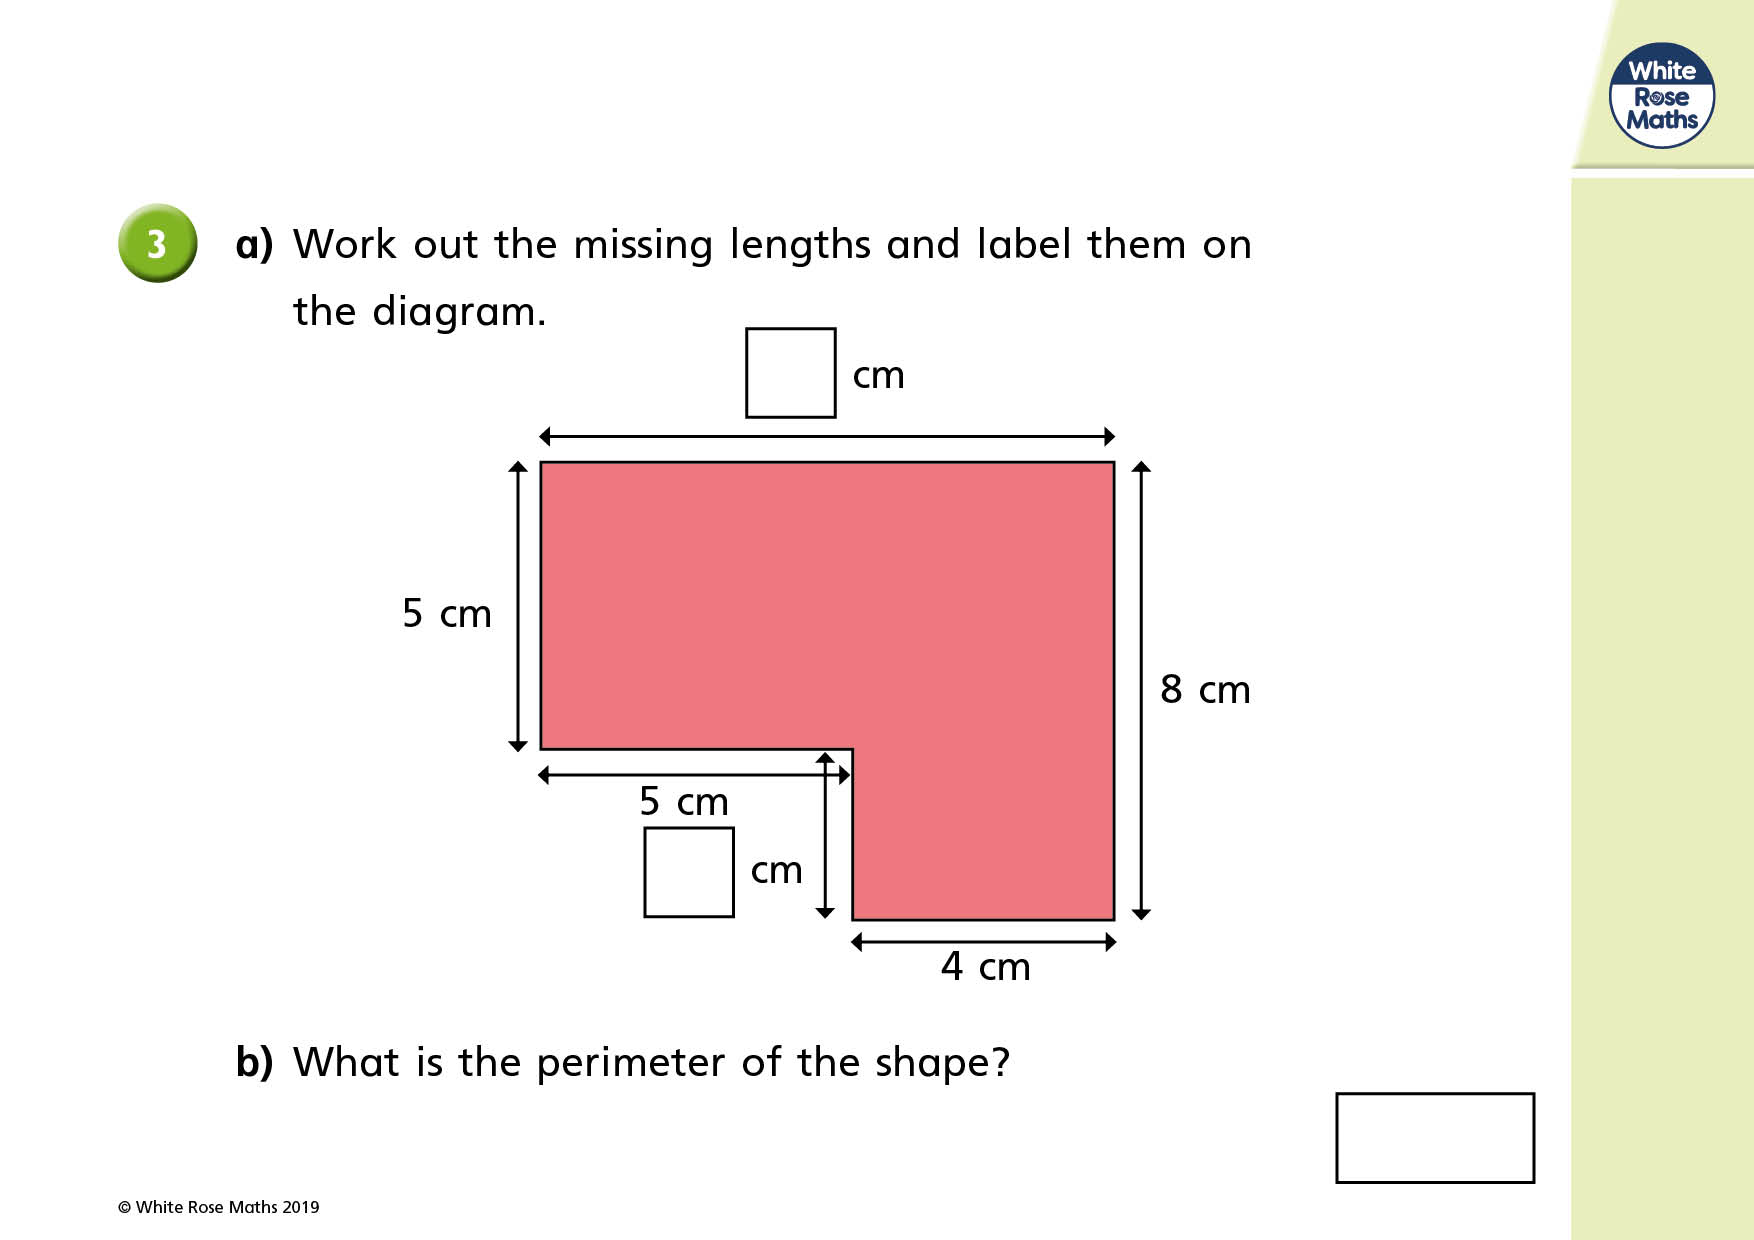 White
Rose
Maths
3 a) Work out the missing lengths and label them on
the diagram.
cm
5 cm
8 cm
5 cm
cm
4 cm
b) What is the perimeter of the shape?
© White Rose Maths 2019